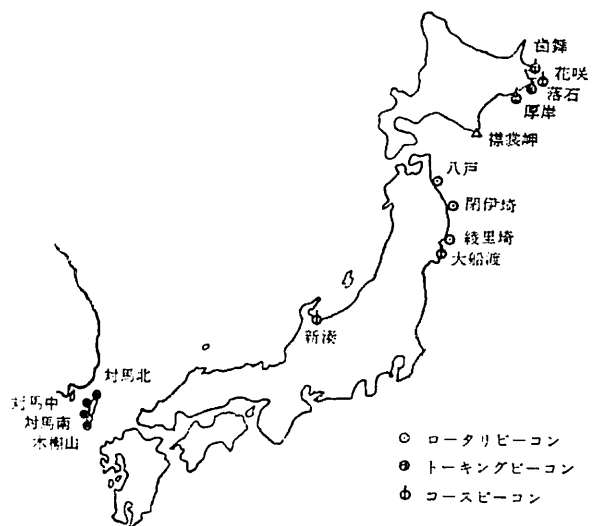 歯舞
花咲
落石
厚岸
襟裳岬
八戸
閉伊埼
綾里埼
大船渡
新湊
対馬北
対馬中
対馬南
木槲山
ロータリビーコン
トーキングビーコン
コースビーコン